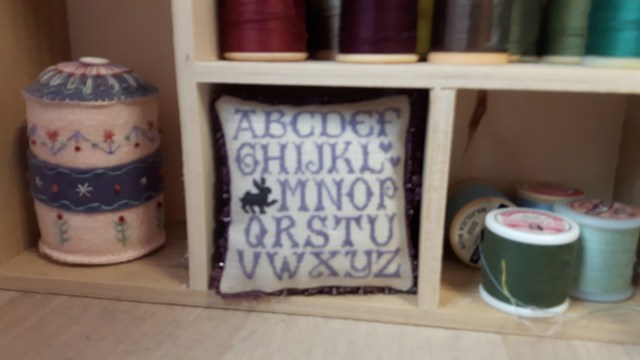 ABCDEF
GHIJKL
MNOP
QRSTU
VWXYZ